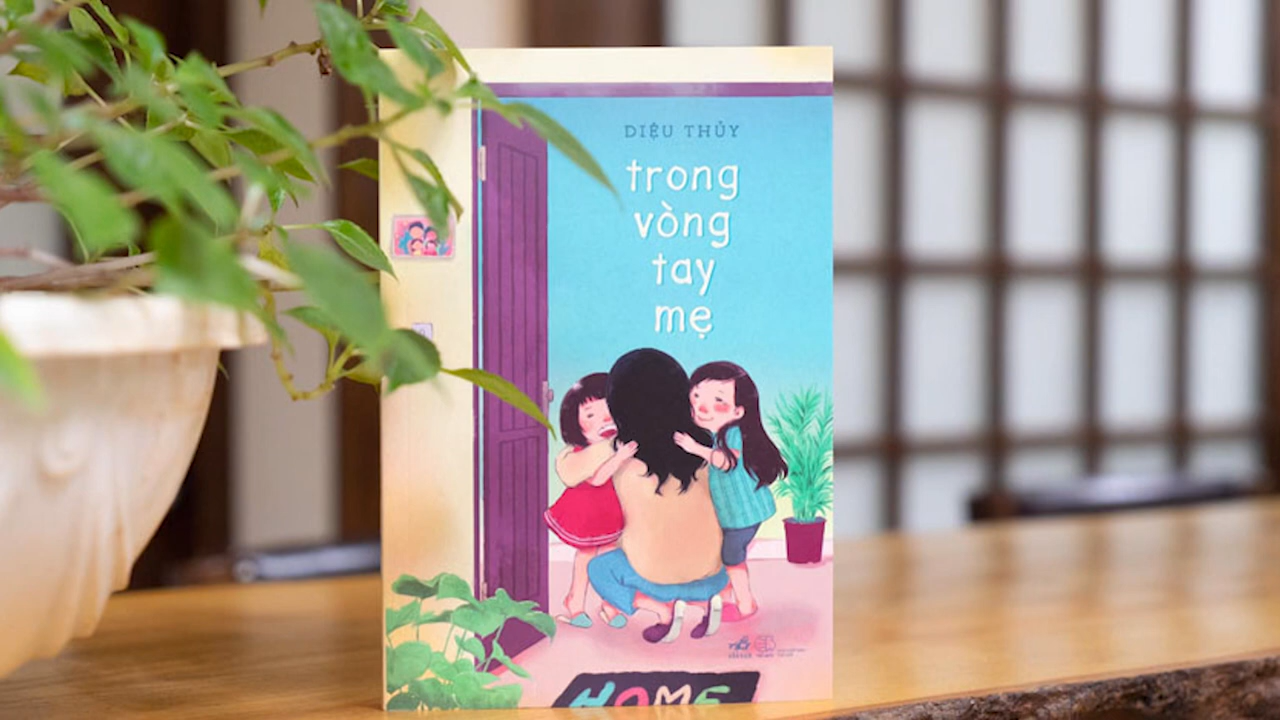 DIỆU THỦY
trong
vòng
tay
mẹ
HOME